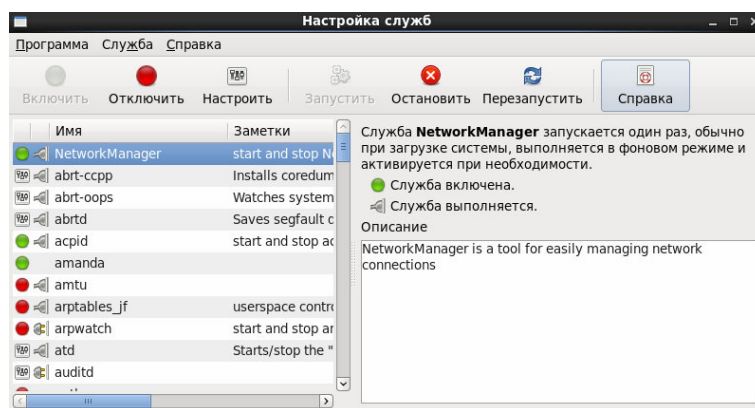 Настройка служб
Программа Служба Справка
Включить Отключить Настроить Запустить Остановить Перезапустить Справка
Имя Заметки
NetworkManager start and stop Ne
abrt-ccpp Installs coredum
abrt-oops Watches system
abrtd Saves segfault d
acpid start and stop ac
amanda
amtu
arptables_jf userspace contro
arpwatch start and stop ar
atd Starts/stop the "
auditd
Служба NetworkManager запускается один раз, обычно
при загрузке системы, выполняется в фоновом режиме и
активируется при необходимости.
Служба включена.
Служба выполняется.
Описание
NetworkManager is a tool for easily managing network
connections